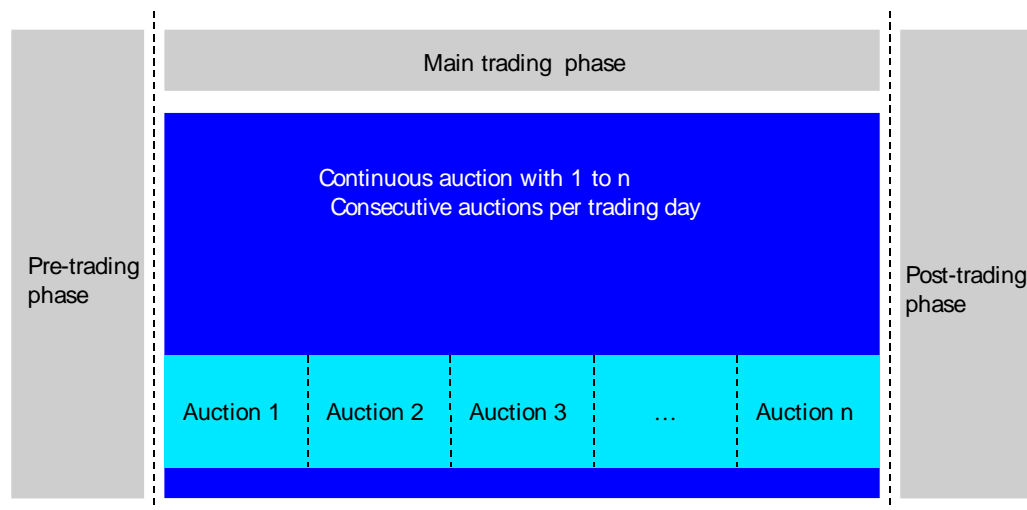 Main trading phase
Continuous auction with 1 to n
Consecutive auctions per trading day
Pre-trading
phase
Post-trading
phase
Auction 1
Auction 2
Auction 3
…
Auction n